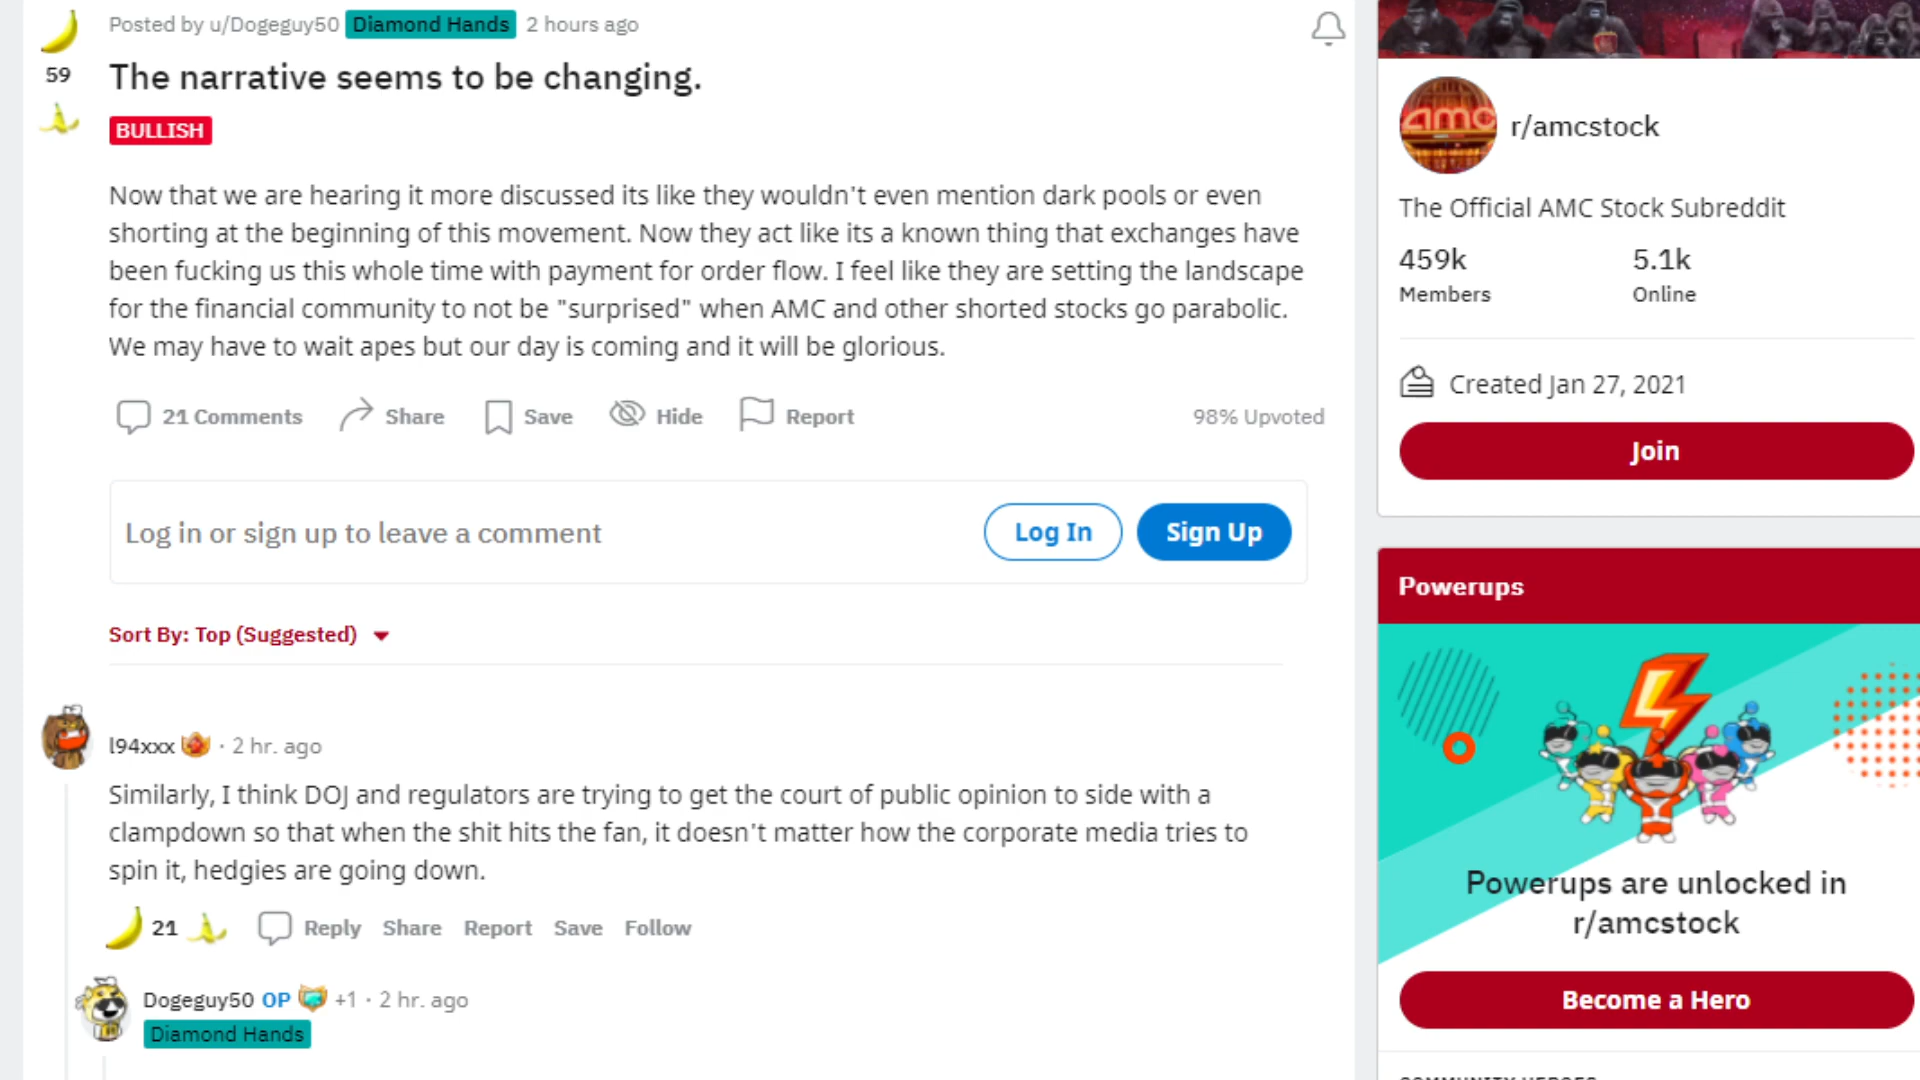 Posted by u/Dogeguy50 Diamond Hands 2 hours ago
59
The narrative seems to be changing.
BULLISH
Now that we are hearing it more discussed its like they wouldn't even mention dark pools or even
shorting at the beginning of this movement. Now they act like its a known thing that exchanges have
been fucking us this whole time with payment for order flow. I feel like they are setting the landscape
for the financial community to not be "surprised" when AMC and other shorted stocks go parabolic.
We may have to wait apes but our day is coming and it will be glorious.
21 Comments Share Save Hide Report 98% Upvoted
Log in or sign up to leave a comment Log In Sign Up
Sort By: Top (Suggested)
l94xxx · 2 hr. ago
Similarly, I think DOJ and regulators are trying to get the court of public opinion to side with a
clampdown so that when the shit hits the fan, it doesn't matter how the corporate media tries to
spin it, hedgies are going down.
21 Reply Share Report Save Follow
Dogeguy50 OP +1 · 2 hr. ago
Diamond Hands
amc
r/amcstock
The Official AMC Stock Subreddit
459k 5.1k
Members Online
Created Jan 27, 2021
Join
Powerups
Powerups are unlocked in
r/amcstock
Become a Hero
COMMUNITY HEROES